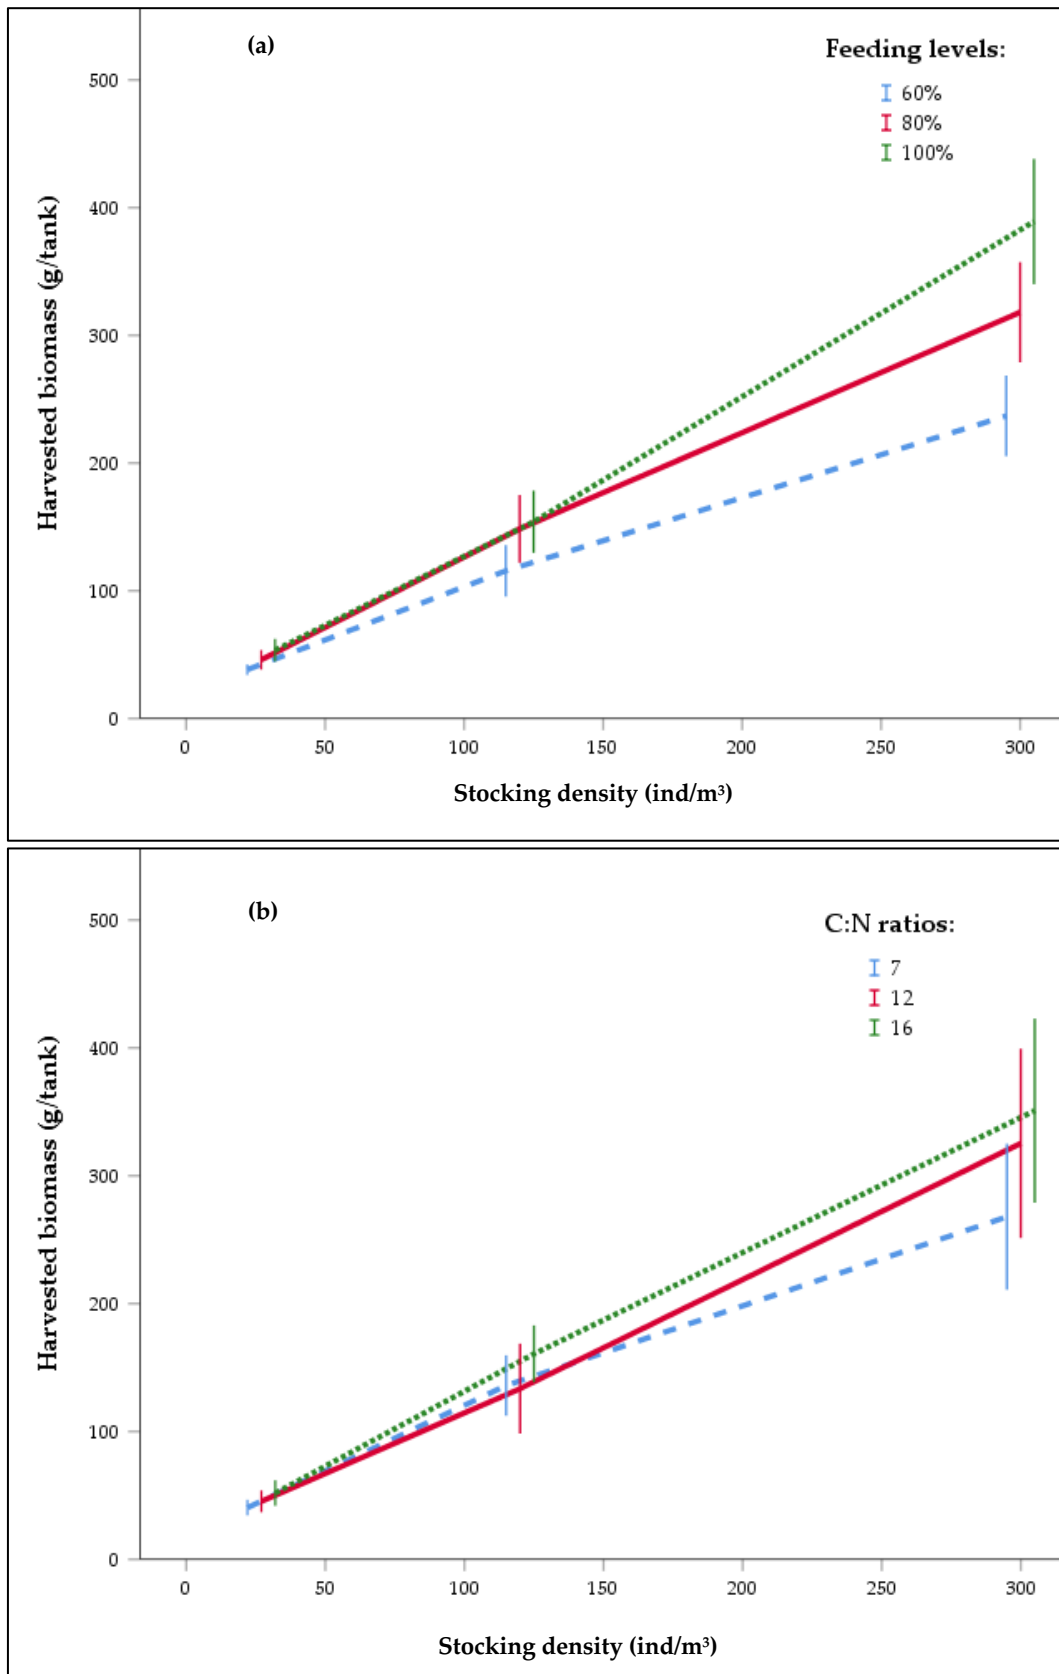 (a)
Feeding levels:
60%
80%
100%
Harvested biomass (g/tank)
500
400
300
200
100
0
0 50 100 150 200 250 300
Stocking density (ind/m³)
(b)
C:N ratios:
7
12
16
Harvested biomass (g/tank)
500
400
300
200
100
0
0 50 100 150 200 250 300
Stocking density (ind/m³)